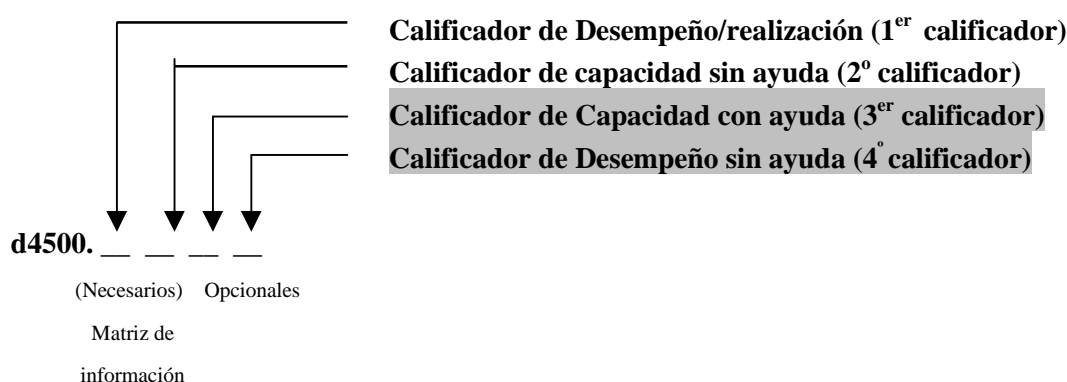 Calificador de Desempeño/realización (1er calificador)
Calificador de capacidad sin ayuda (2º calificador)
Calificador de Capacidad con ayuda (3er calificador)
Calificador de Desempeño sin ayuda (4º calificador)
d4500. __ __ __ __
(Necesarios) Opcionales
Matriz de
información